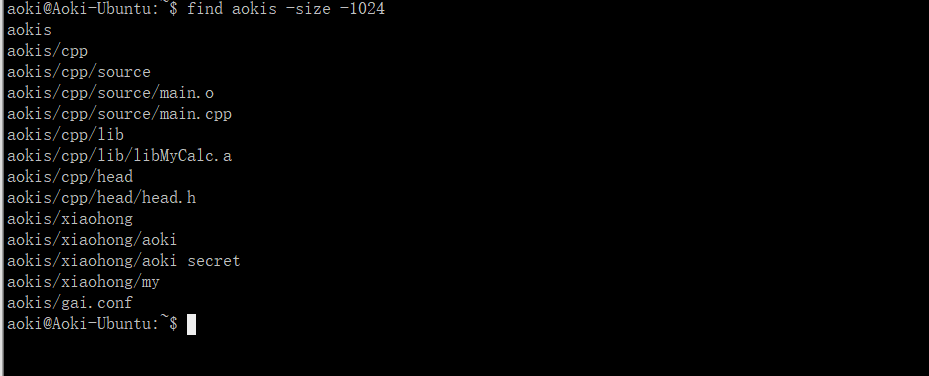 aoki@Aoki-Ubuntu:~$ find aokis -size -1024
aokis
aokis/cpp
aokis/cpp/source
aokis/cpp/source/main.o
aokis/cpp/source/main.cpp
aokis/cpp/lib
aokis/cpp/lib/libMyCalc.a
aokis/cpp/head
aokis/cpp/head/head.h
aokis/xiaohong
aokis/xiaohong/aoki
aokis/xiaohong/aoki secret
aokis/xiaohong/my
aokis/gai.conf
aoki@Aoki-Ubuntu:~$